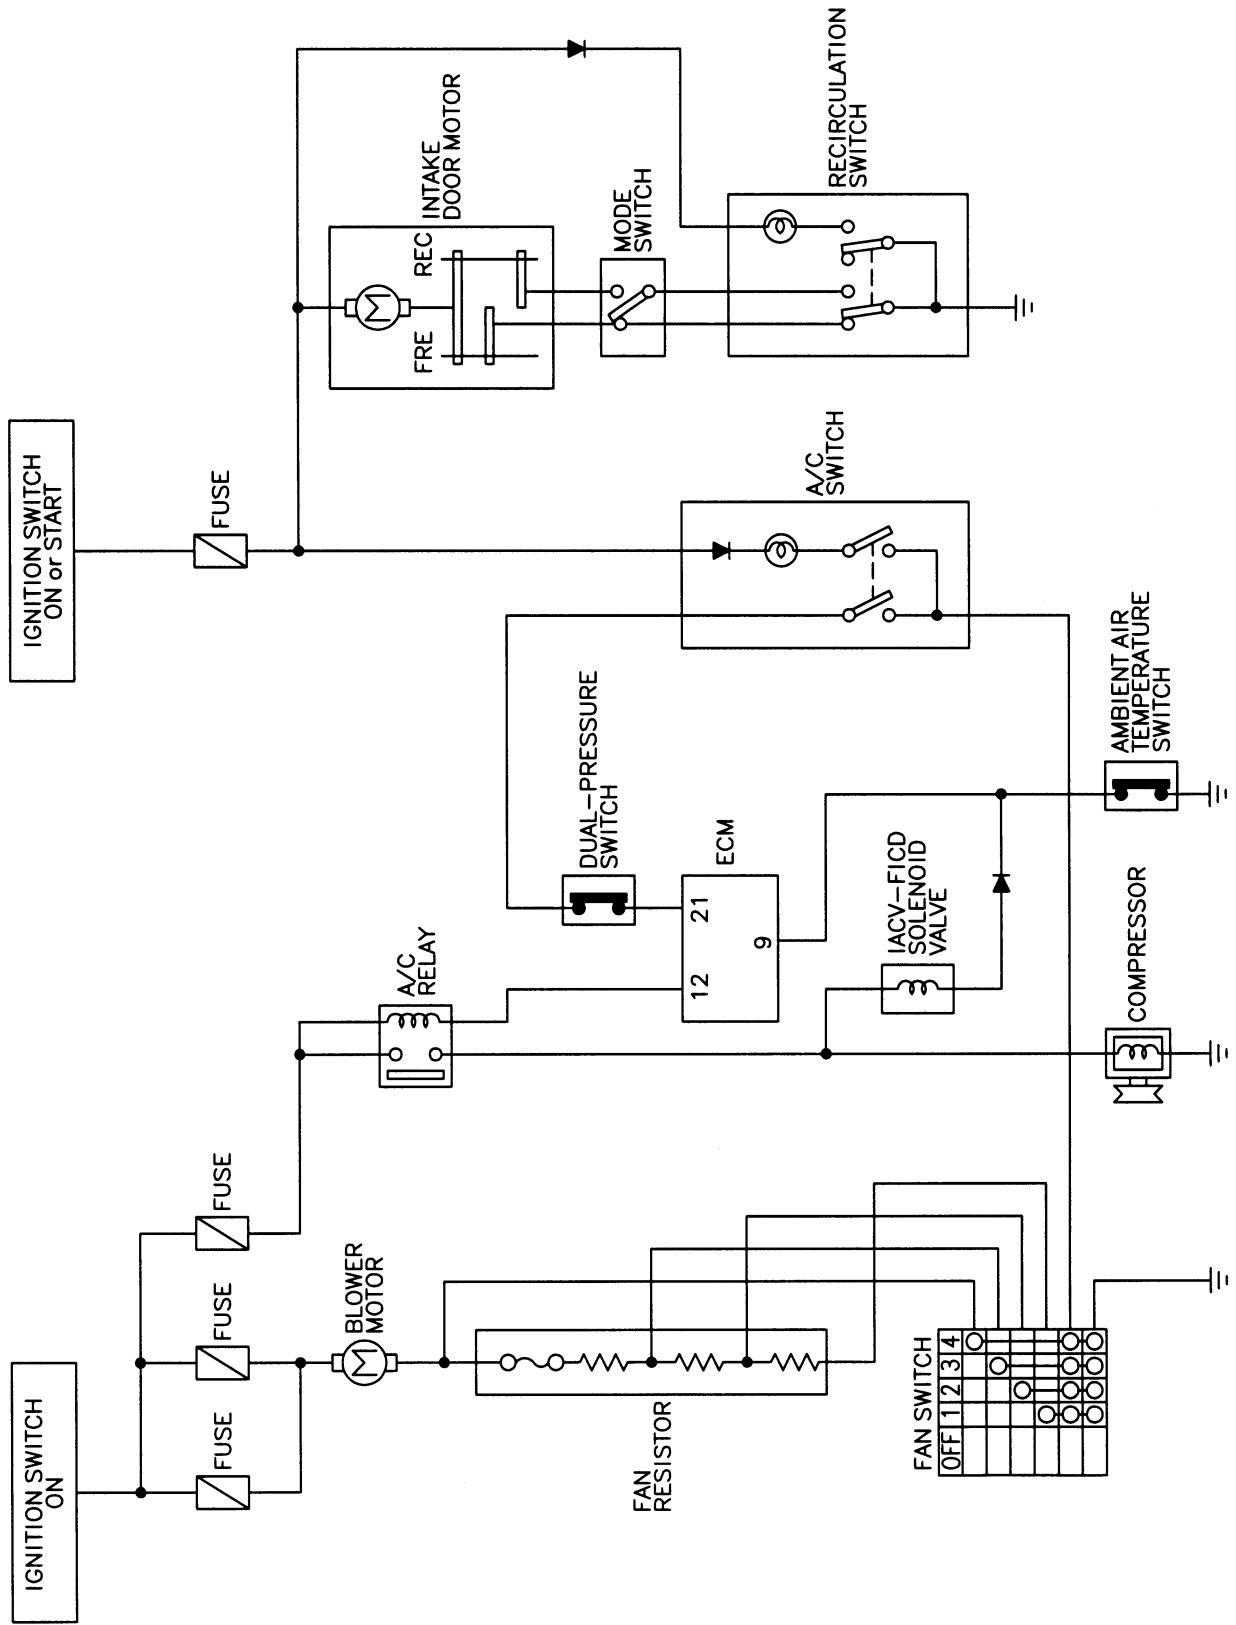 IGNITION SWITCH
ON
FUSE
FUSE
FUSE
BLOWER
MOTOR
FAN
RESISTOR
FAN SWITCH
OFF 1 2 3 4
A/C
RELAY
DUAL-PRESSURE
SWITCH
ECM
21
12
9
IACV-FICD
SOLENOID
VALVE
COMPRESSOR
AMBIENT AIR
TEMPERATURE
SWITCH
IGNITION SWITCH
ON or START
FUSE
A/C
SWITCH
INTAKE
DOOR MOTOR
REC
FRE
M
M
MODE
SWITCH
RECIRCULATION
SWITCH